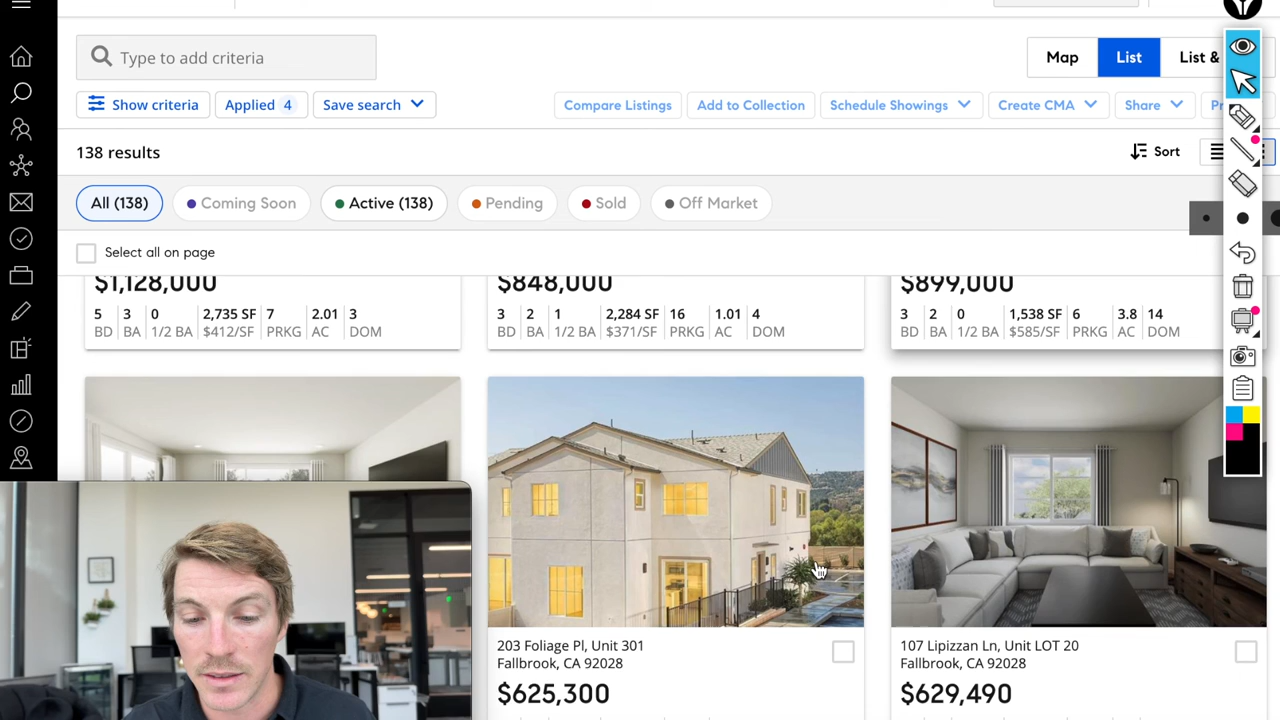 Type to add criteria
Map
List
List &
Show criteria
Applied 4
Save search
Compare Listings
Add to Collection
Schedule Showings
Create CMA
Share
138 results
Sort
All (138)
Coming Soon
Active (138)
Pending
Sold
Off Market
Select all on page
$1,128,000
5 3 0 2,735 SF 7 2.01 3
BD BA 1/2 BA $412/SF PRKG AC DOM
$848,000
3 2 1 2,284 SF 16 1.01 4
BD BA 1/2 BA $371/SF PRKG AC DOM
$899,000
3 2 0 1,538 SF 6 3.8 14
BD BA 1/2 BA $585/SF PRKG AC DOM
203 Foliage Pl, Unit 301
Fallbrook, CA 92028
$625,300
107 Lipizzan Ln, Unit LOT 20
Fallbrook, CA 92028
$629,490